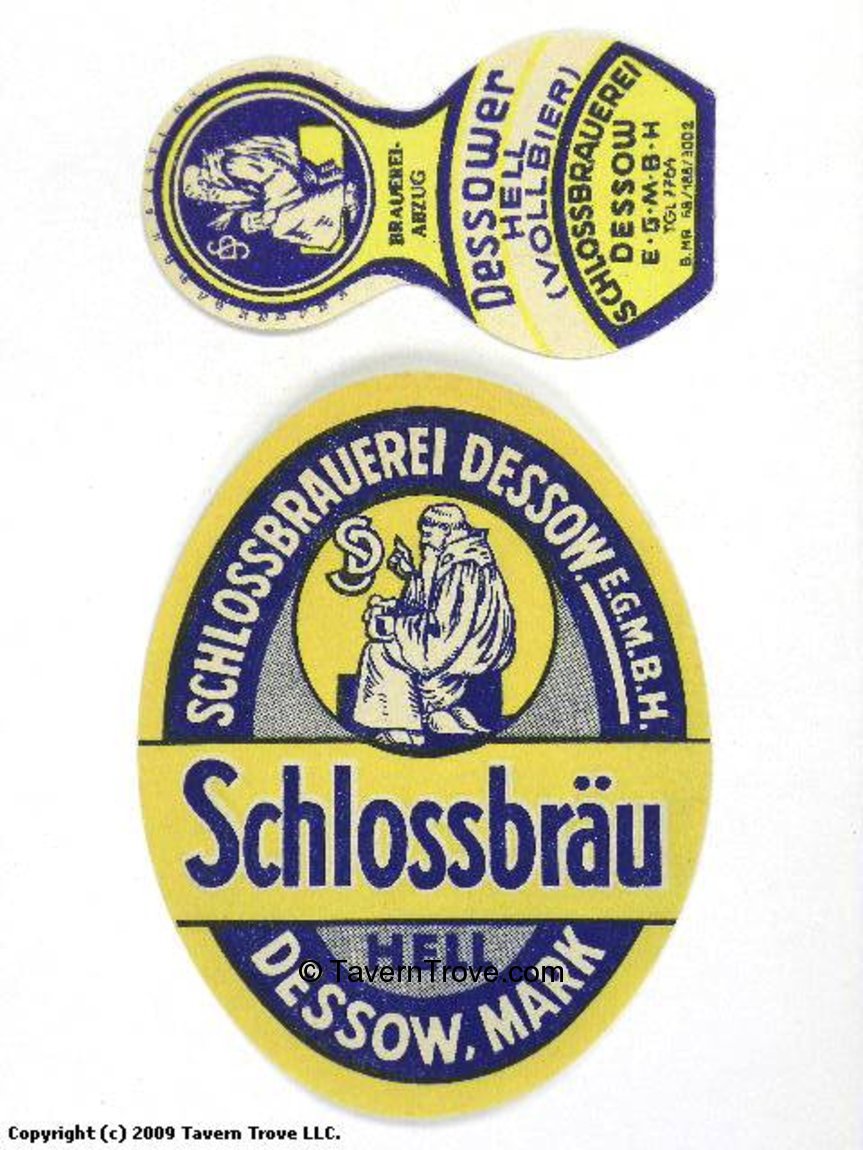 BRAUEREI-
ABZUG
Dessower
HELL
(VOLLBIER)
SCHLOSSBRAUEREI
DESSOW
E·G·M·B·H
TGL 7764
SD
SCHLOSSBRAUEREI DESSOW. E.G.M.B.H.
Schlossbräu
HELL
© TavernTrove.com
DESSOW, MARK
Copyright (c) 2009 Tavern Trove LLC.